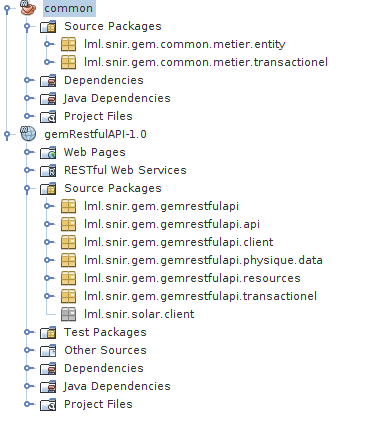 common
Source Packages
lml.snir.gem.common.metier.entity
lml.snir.gem.common.metier.transactionel
Dependencies
Java Dependencies
Project Files
gemRestfulAPI-1.0
Web Pages
RESTful Web Services
Source Packages
lml.snir.gem.gemrestfulapi
lml.snir.gem.gemrestfulapi.api
lml.snir.gem.gemrestfulapi.client
lml.snir.gem.gemrestfulapi.physique.data
lml.snir.gem.gemrestfulapi.resources
lml.snir.gem.gemrestfulapi.transactionel
lml.snir.solar.client
Test Packages
Other Sources
Dependencies
Java Dependencies
Project Files